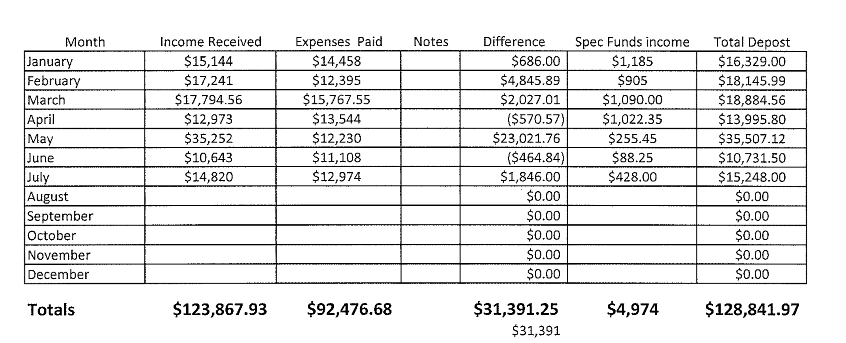 Month Income Received Expenses Paid Notes Difference Spec Funds income Total Depost
January $15,144 $14,458 $686.00 $1,185 $16,329.00
February $17,241 $12,395 $4,845.89 $905 $18,145.99
March $17,794.56 $15,767.55 $2,027.01 $1,090.00 $18,884.56
April $12,973 $13,544 ($570.57) $1,022.35 $13,995.80
May $35,252 $12,230 $23,021.76 $255.45 $35,507.12
June $10,643 $11,108 ($464.84) $88.25 $10,731.50
July $14,820 $12,974 $1,846.00 $428.00 $15,248.00
August $0.00 $0.00
September $0.00 $0.00
October $0.00 $0.00
November $0.00 $0.00
December $0.00 $0.00
Totals $123,867.93 $92,476.68 $31,391.25 $4,974 $128,841.97
$31,391